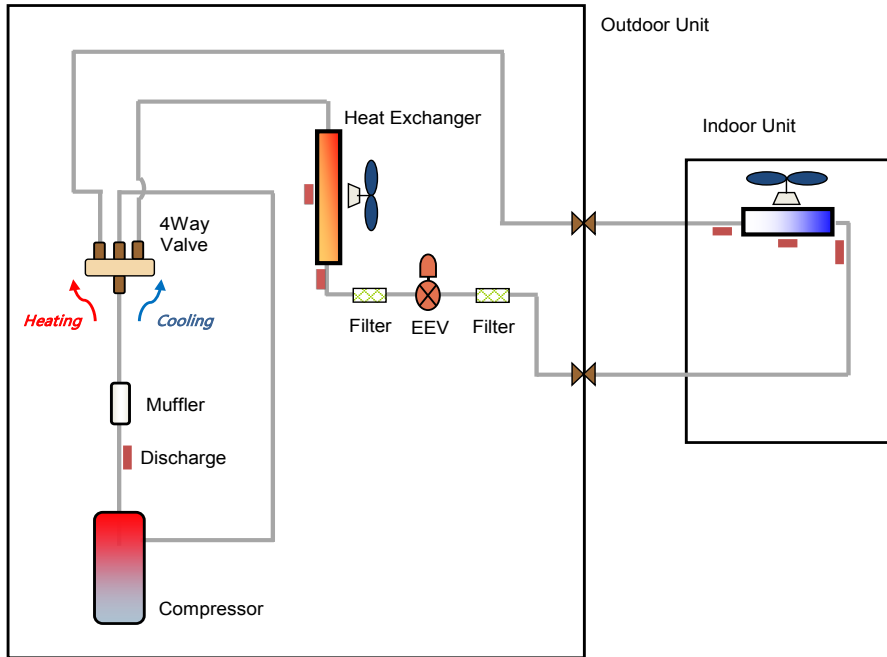 Outdoor Unit
Heat Exchanger
Indoor Unit
4Way
Valve
Heating
Cooling
Filter
EEV
Filter
Muffler
Discharge
Compressor